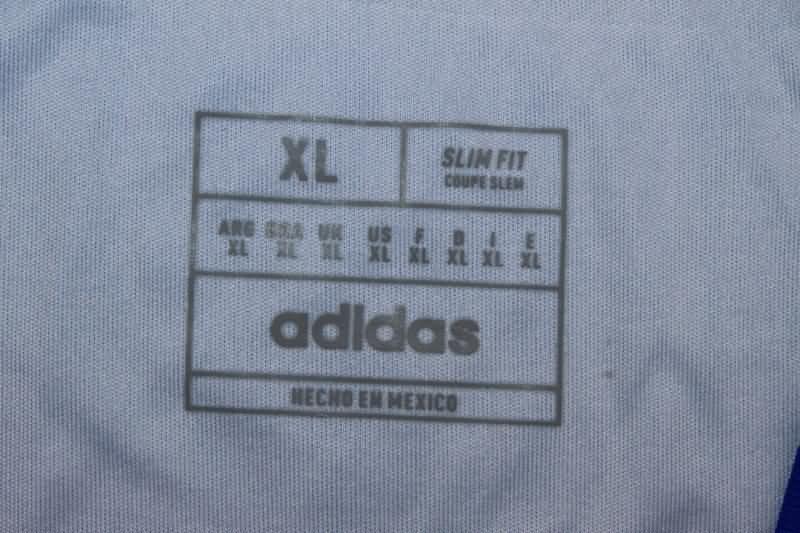 XL
SLIM FIT
COUPE SLIM
ARG BRA UK US F D I E
XL XL XL XL XL XL XL XL
adidas
HECHO EN MEXICO